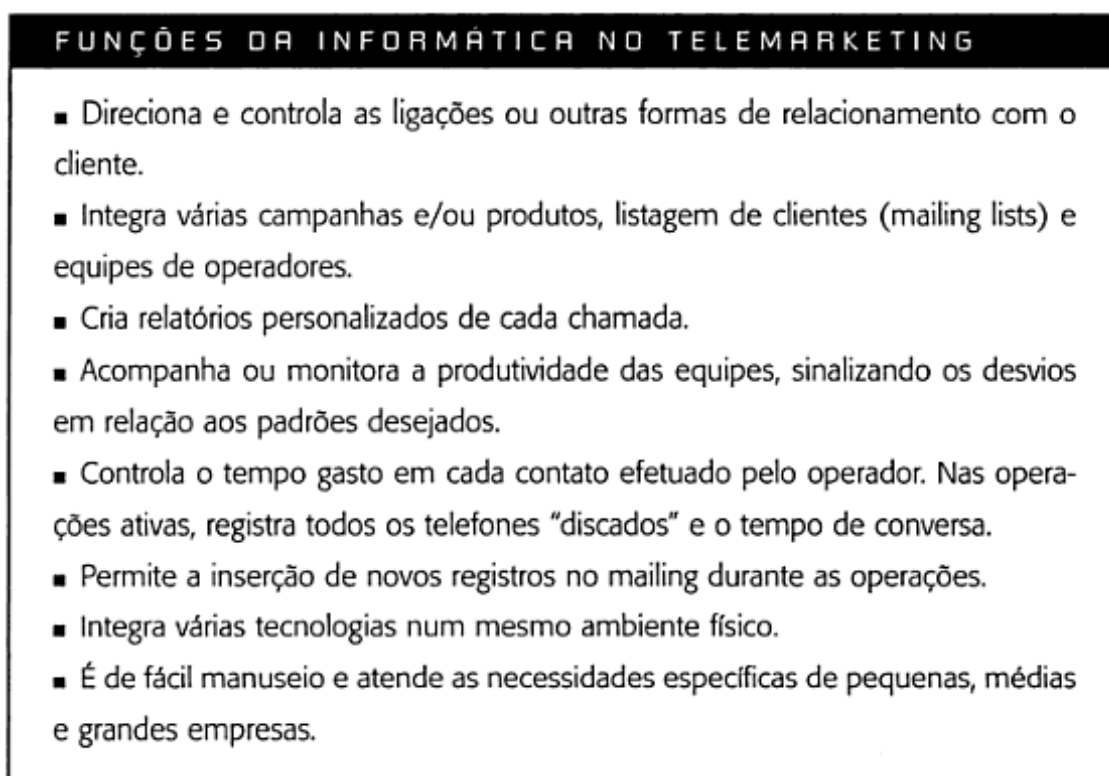 FUNÇÕES DA INFORMÁTICA NO TELEMARKETING
▪ Direciona e controla as ligações ou outras formas de relacionamento com o
cliente.
▪ Integra várias campanhas e/ou produtos, listagem de clientes (mailing lists) e
equipes de operadores.
▪ Cria relatórios personalizados de cada chamada.
▪ Acompanha ou monitora a produtividade das equipes, sinalizando os desvios
em relação aos padrões desejados.
▪ Controla o tempo gasto em cada contato efetuado pelo operador. Nas opera-
ções ativas, registra todos os telefones “discados” e o tempo de conversa.
▪ Permite a inserção de novos registros no mailing durante as operações.
▪ Integra várias tecnologias num mesmo ambiente físico.
▪ É de fácil manuseio e atende as necessidades específicas de pequenas, médias
e grandes empresas.